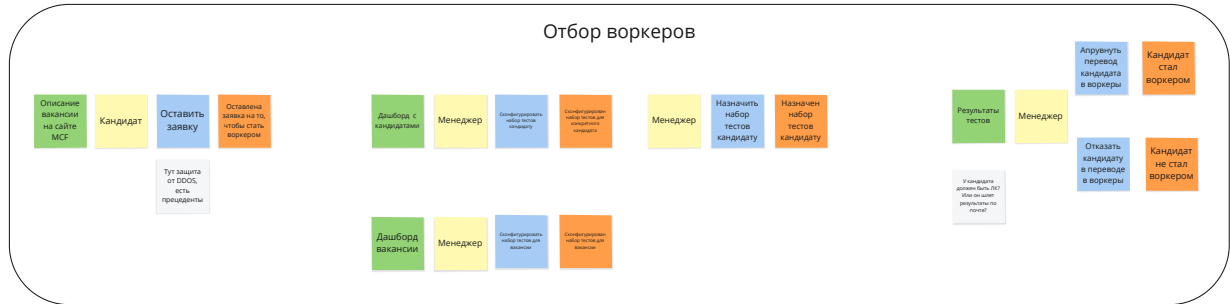 Отбор воркеров
Описание
вакансии
на сайте
MCF
Кандидат
Оставить
заявку
Оставлена
заявка на то,
чтобы стать
воркером
Тут защита
от DDOS,
есть
прецеденты
Дашборд с
кандидатами
Менеджер
Сконфигурировать
набор тестов
кандидату
Сконфигурирован
набор тестов для
конкретного
кандидата
Менеджер
Назначить
набор
тестов
кандидату
Назначен
набор
тестов
кандидату
Дашборд
вакансии
Менеджер
Сконфигурировать
набор тестов для
вакансии
Сконфигурирован
набор тестов для
вакансии
Результаты
тестов
Менеджер
Апрувнуть
перевод
кандидата
в воркеры
Кандидат
стал
воркером
Отказать
кандидату
в переводе
в воркеры
Кандидат
не стал
воркером
У кандидата
должен быть ЛК?
Или он шлет
результаты по
почте?